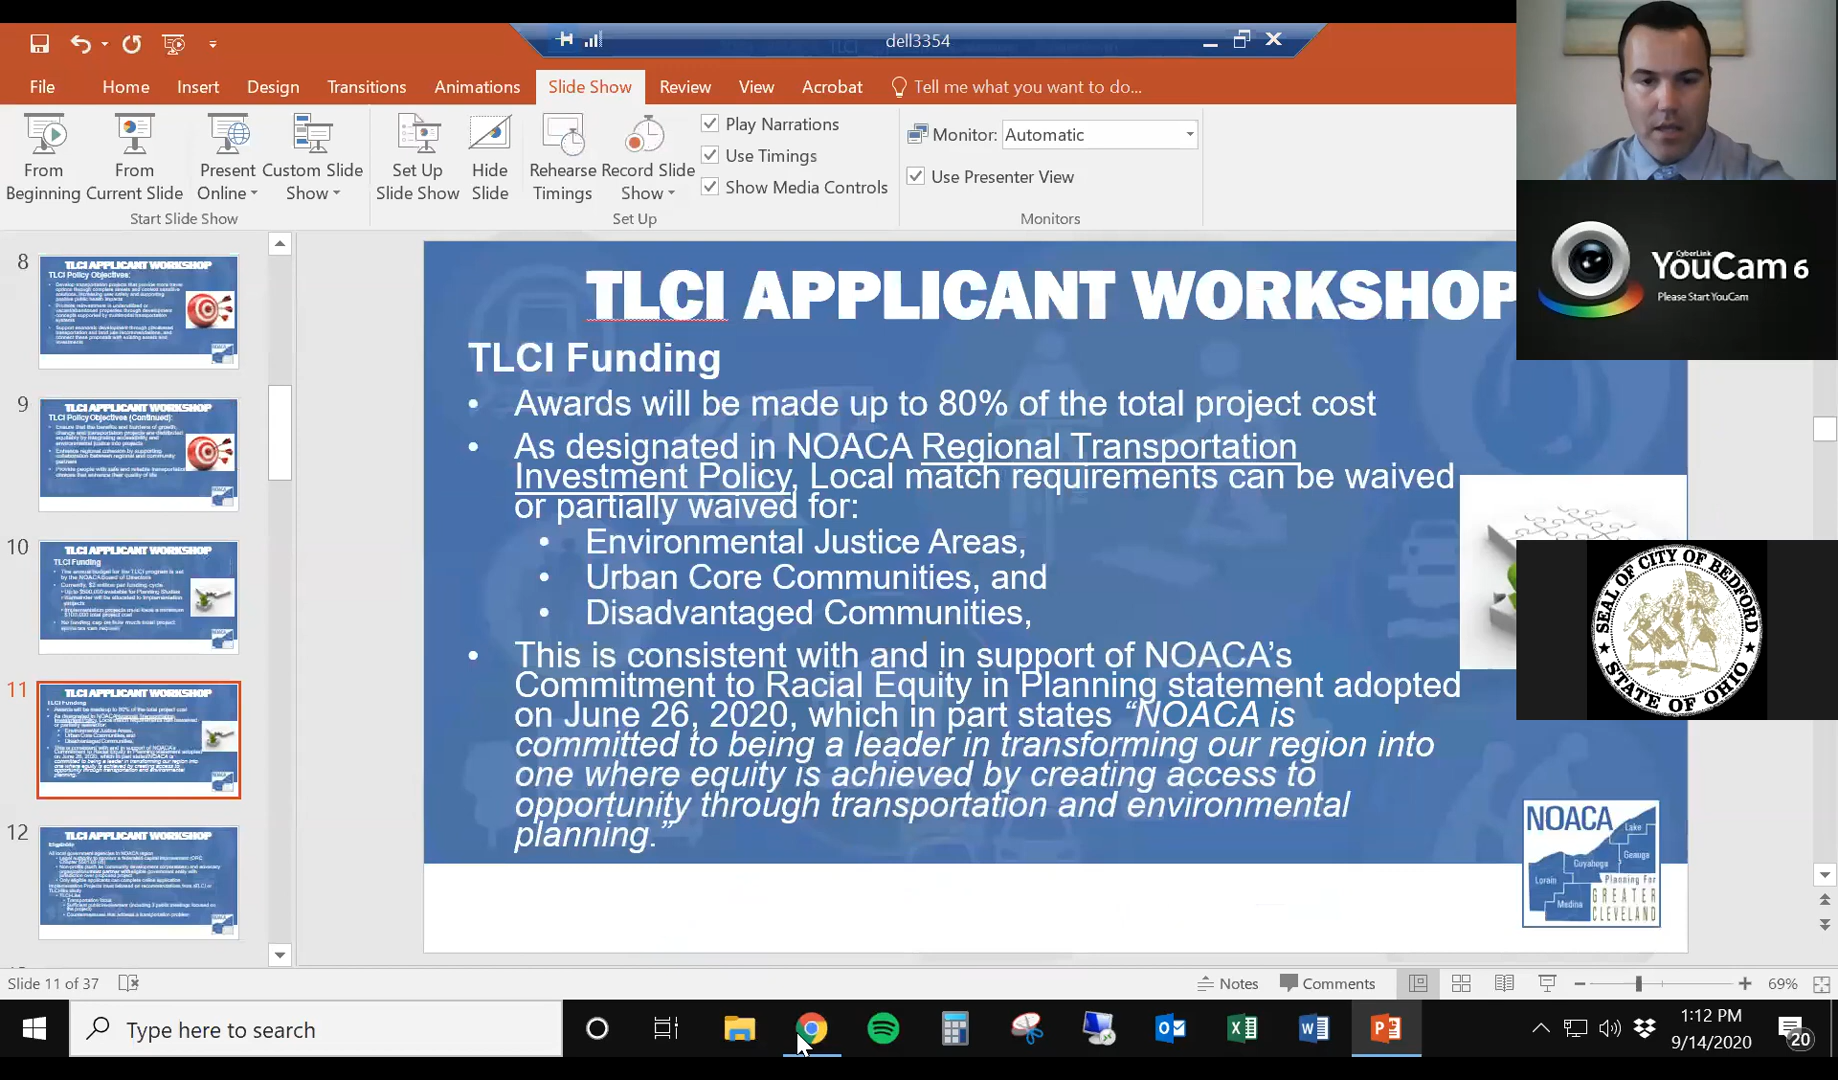 dell3354
File Home Insert Design Transitions Animations Slide Show Review View Acrobat Tell me what you want to do...
From Beginning
From Current Slide
Present Online
Custom Slide Show
Start Slide Show
Set Up Slide Show
Hide Slide
Rehearse Timings
Record Slide Show
Play Narrations
Use Timings
Show Media Controls
Set Up
Monitor: Automatic
Use Presenter View
Monitors
CyberLink
YouCam 6
Please Start YouCam
8
TLCI APPLICANT WORKSHOP
TLCI Policy Objectives:
9
TLCI APPLICANT WORKSHOP
TLCI Policy Objectives (Continued):
10
TLCI APPLICANT WORKSHOP
TLCI Funding
11
TLCI APPLICANT WORKSHOP
TLCI Funding
12
TLCI APPLICANT WORKSHOP
Eligibility
TLCI APPLICANT WORKSHOP
TLCI Funding
• Awards will be made up to 80% of the total project cost
• As designated in NOACA Regional Transportation
Investment Policy, Local match requirements can be waived
or partially waived for:
• Environmental Justice Areas,
• Urban Core Communities, and
• Disadvantaged Communities,
• This is consistent with and in support of NOACA’s
Commitment to Racial Equity in Planning statement adopted
on June 26, 2020, which in part states “NOACA is
committed to being a leader in transforming our region into
one where equity is achieved by creating access to
opportunity through transportation and environmental
planning.”
SEAL OF CITY OF BEDFORD
STATE OF OHIO
NOACA
Lake
Geauga
Cuyahoga
Lorain
Medina
Planning For
GREATER
CLEVELAND
Slide 11 of 37
Notes
Comments
69%
Type here to search
1:12 PM
9/14/2020
20